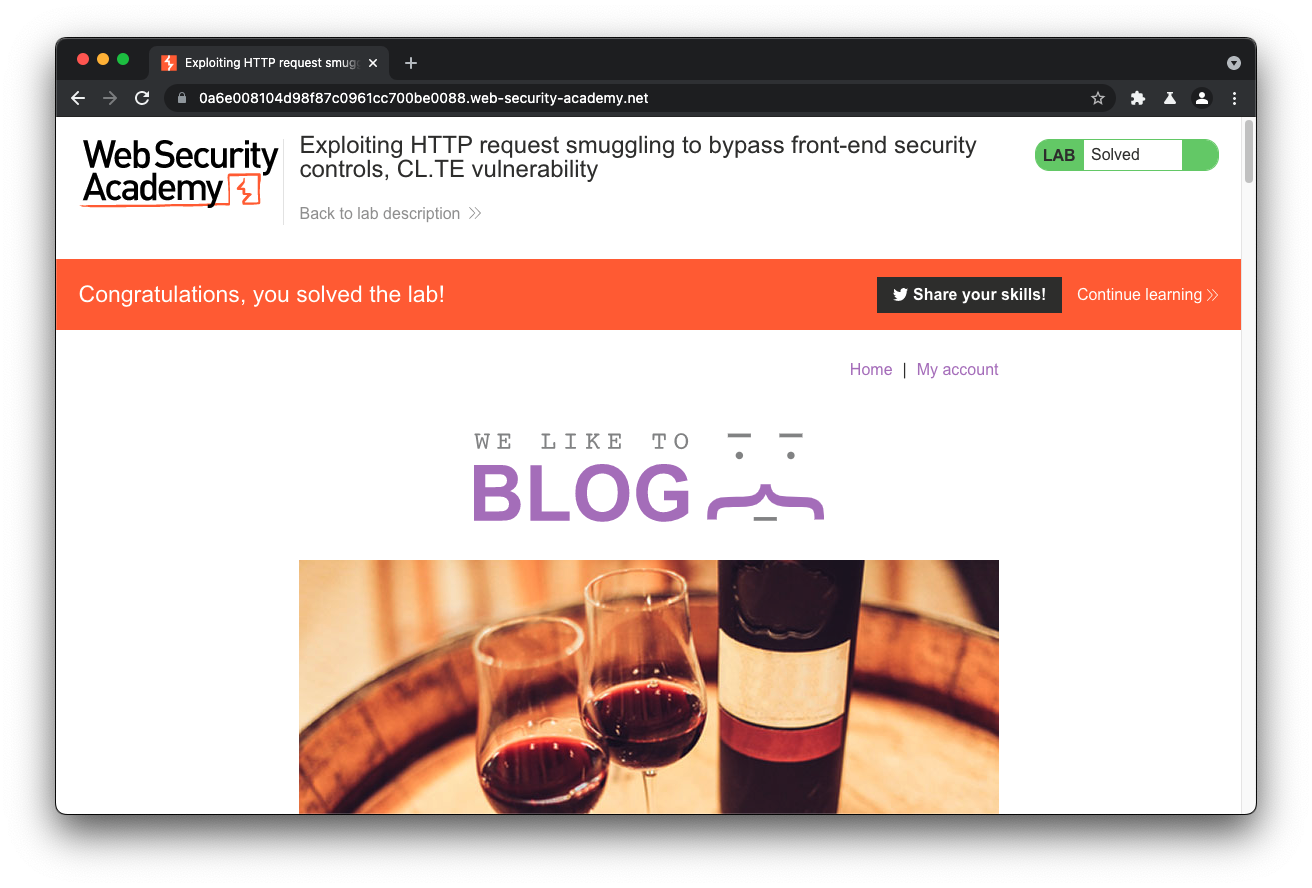 Exploiting HTTP request smug
0a6e008104d98f87c0961cc700be0088.web-security-academy.net
Web Security
Academy
Exploiting HTTP request smuggling to bypass front-end security
controls, CL.TE vulnerability
Back to lab description
LAB Solved
Congratulations, you solved the lab!
Share your skills! Continue learning
Home | My account
WE LIKE TO
BLOG